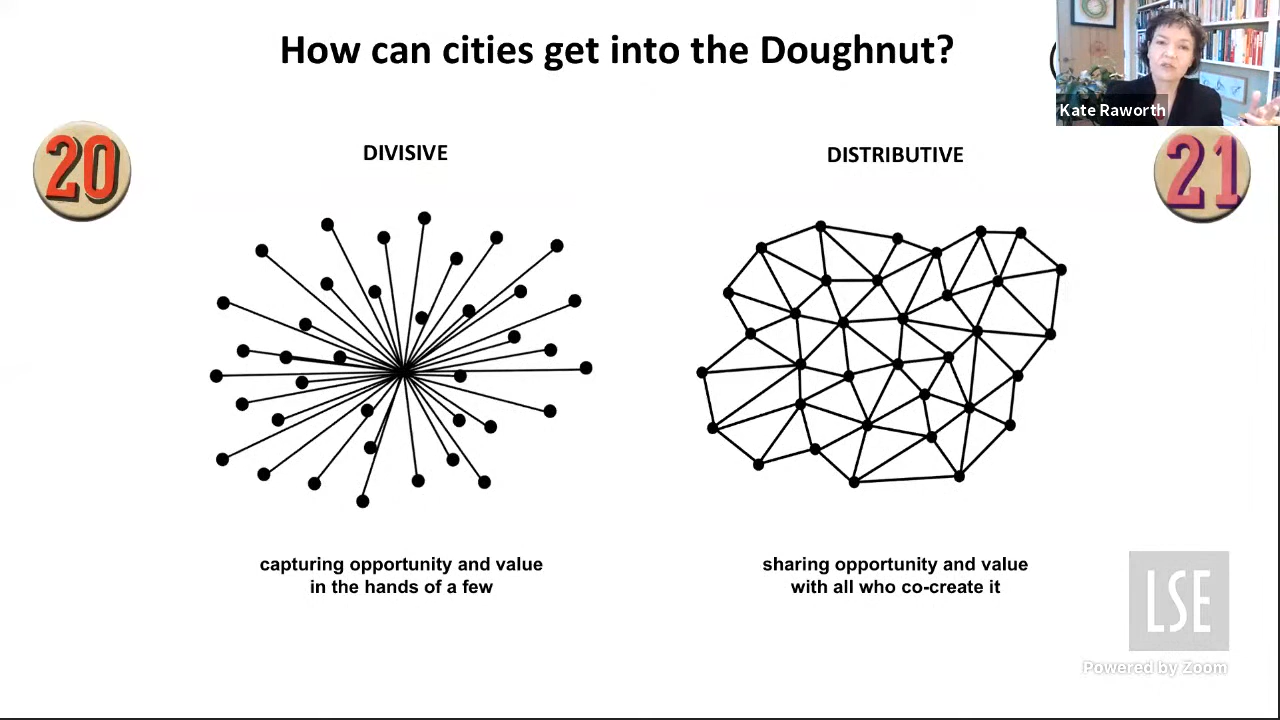 How can cities get into the Doughnut?
Kate Raworth
20
DIVISIVE
DISTRIBUTIVE
21
capturing opportunity and value
in the hands of a few
sharing opportunity and value
with all who co-create it
LSE
Powered by Zoom